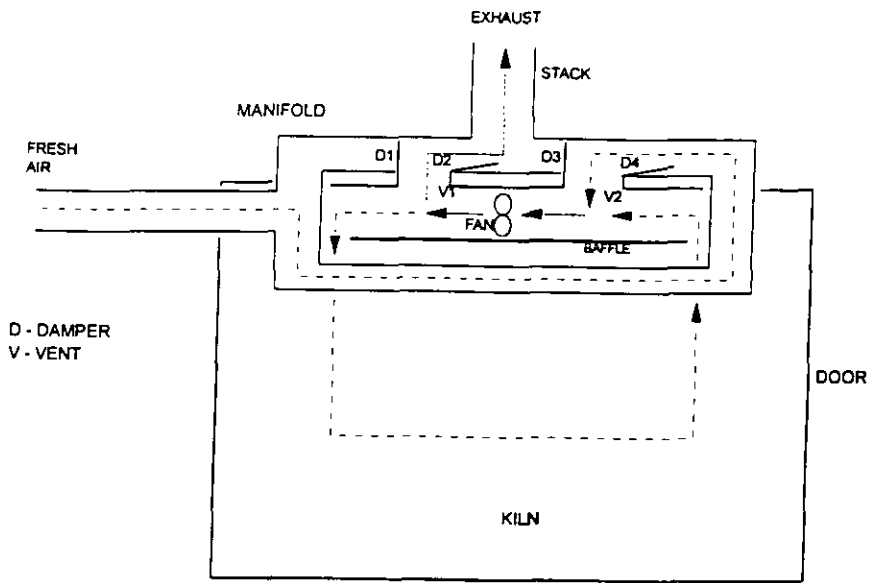 EXHAUST
STACK
MANIFOLD
FRESH
AIR
D1
D2
D3
D4
V1
V2
FAN
BAFFLE
D - DAMPER
V - VENT
DOOR
KILN